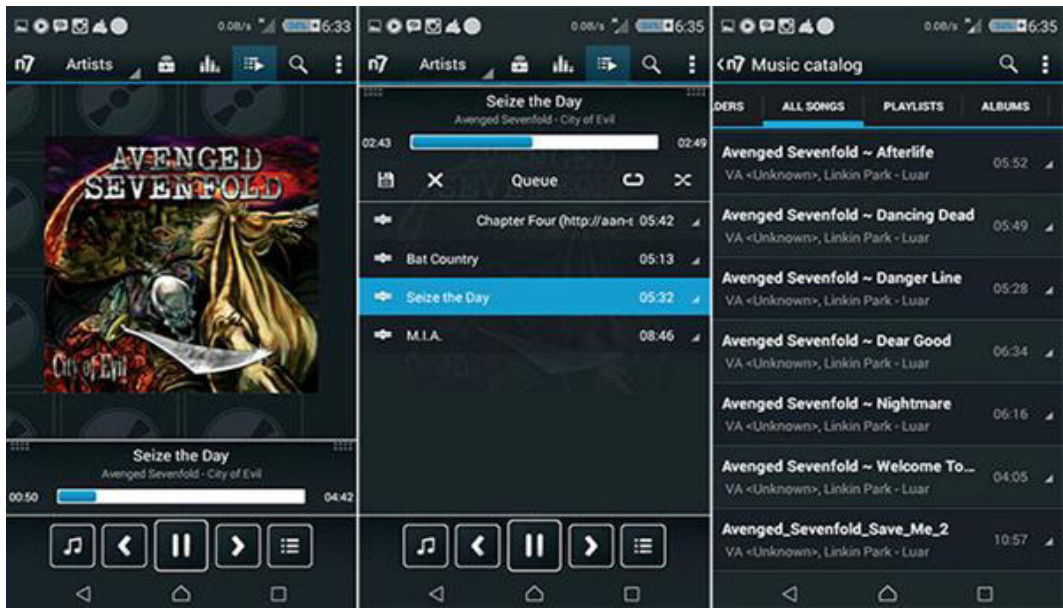 0.0B/s 6:33
n7 Artists
AVENGED
SEVENFOLD
City of Evil
Seize the Day
Avenged Sevenfold - City of Evil
00:50 04:42
0.0B/s 6:35
n7 Artists
Seize the Day
Avenged Sevenfold - City of Evil
02:43 02:49
Queue
Chapter Four (http://aan-s 05:42
Bat Country 05:13
Seize the Day 05:32
M.I.A. 08:46
0.0B/s 6:35
<n7 Music catalog
.DERS ALL SONGS PLAYLISTS ALBUMS
Avenged Sevenfold ~ Afterlife
VA <Unknown>, Linkin Park - Luar 05:52
Avenged Sevenfold ~ Dancing Dead
VA <Unknown>, Linkin Park - Luar 05:49
Avenged Sevenfold ~ Danger Line
VA <Unknown>, Linkin Park - Luar 05:28
Avenged Sevenfold ~ Dear Good
VA <Unknown>, Linkin Park - Luar 06:34
Avenged Sevenfold ~ Nightmare
VA <Unknown>, Linkin Park - Luar 06:16
Avenged Sevenfold ~ Welcome To...
VA <Unknown>, Linkin Park - Luar 04:05
Avenged_Sevenfold_Save_Me_2
VA <Unknown>, Linkin Park - Luar 10:57